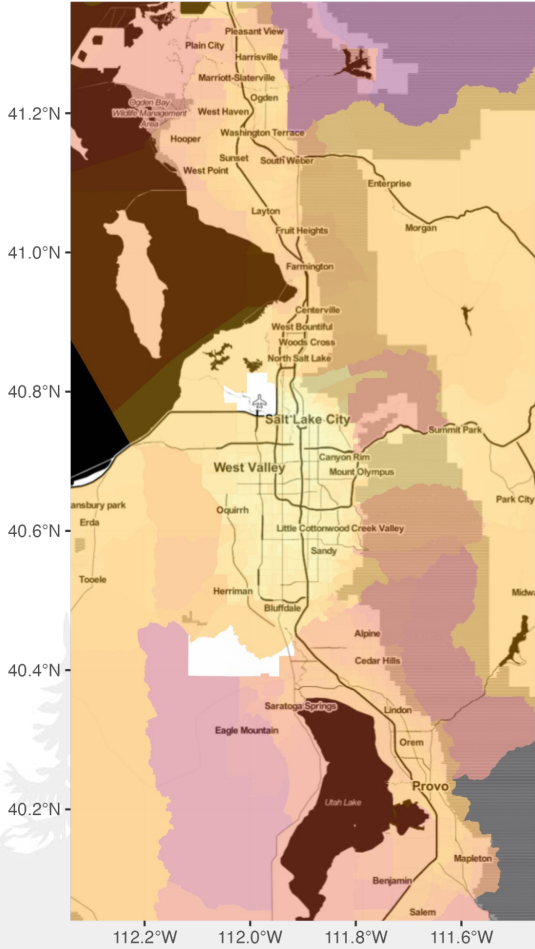 Pleasant View
Plain City
Harrisville
41.2°N
Marriott-Slaterville
Ogden
Ogden Bay
Wildlife Management
Area
West Haven
Washington Terrace
Hooper
Sunset
South Weber
West Point
Enterprise
Layton
Morgan
Fruit Heights
41.0°N
Farmington
Centerville
West Bountiful
Woods Cross
North Salt Lake
40.8°N
Salt Lake City
Summit Park
Canyon Rim
West Valley
Mount Olympus
Park City
ansbury park
Oquirrh
Erda
40.6°N
Little Cottonwood Creek Valley
Sandy
Tooele
Herriman
Midwa
Bluffdale
Alpine
40.4°N
Cedar Hills
Saratoga Springs
Lindon
Eagle Mountain
Orem
Provo
40.2°N
Utah Lake
Mapleton
Benjamin
Salem
112.2°W 112.0°W 111.8°W 111.6°W